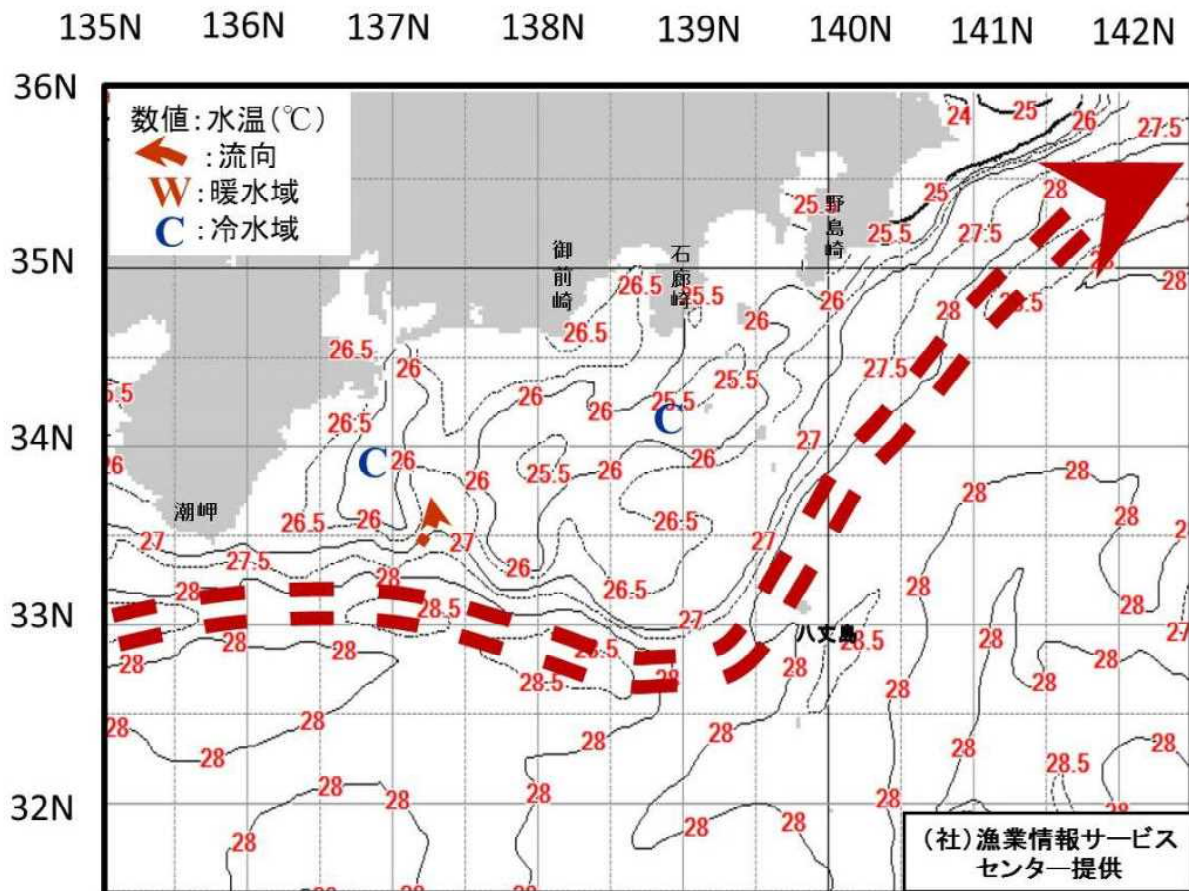 135N 136N 137N 138N 139N 140N 141N 142N
36N
数値:水温(℃)
:流向
W:暖水域
C:冷水域
24 25 26 27.5
25 28
25.5 野島崎
25.5 27.5
35N
御前崎 石廊崎
26.5 25.5 26 28
26.5 26 28
26.5 26 25.5 27.5
26 26 25.5
26.5 C
34N
27
C 26 26 25.5 26 26 28 28
潮岬
26.5 26 27 26.5 27 28
27 26
27.5 28 28 26.5 28 28
33N
28.5 27 八丈島
28 28.5 28 28 28.5 28 28
28 28.5 28 28.5
28 28 28 28 28 28 28
28 28 28.5
32N
28 28 28 28
28 28
(社)漁業情報サービス
センター提供